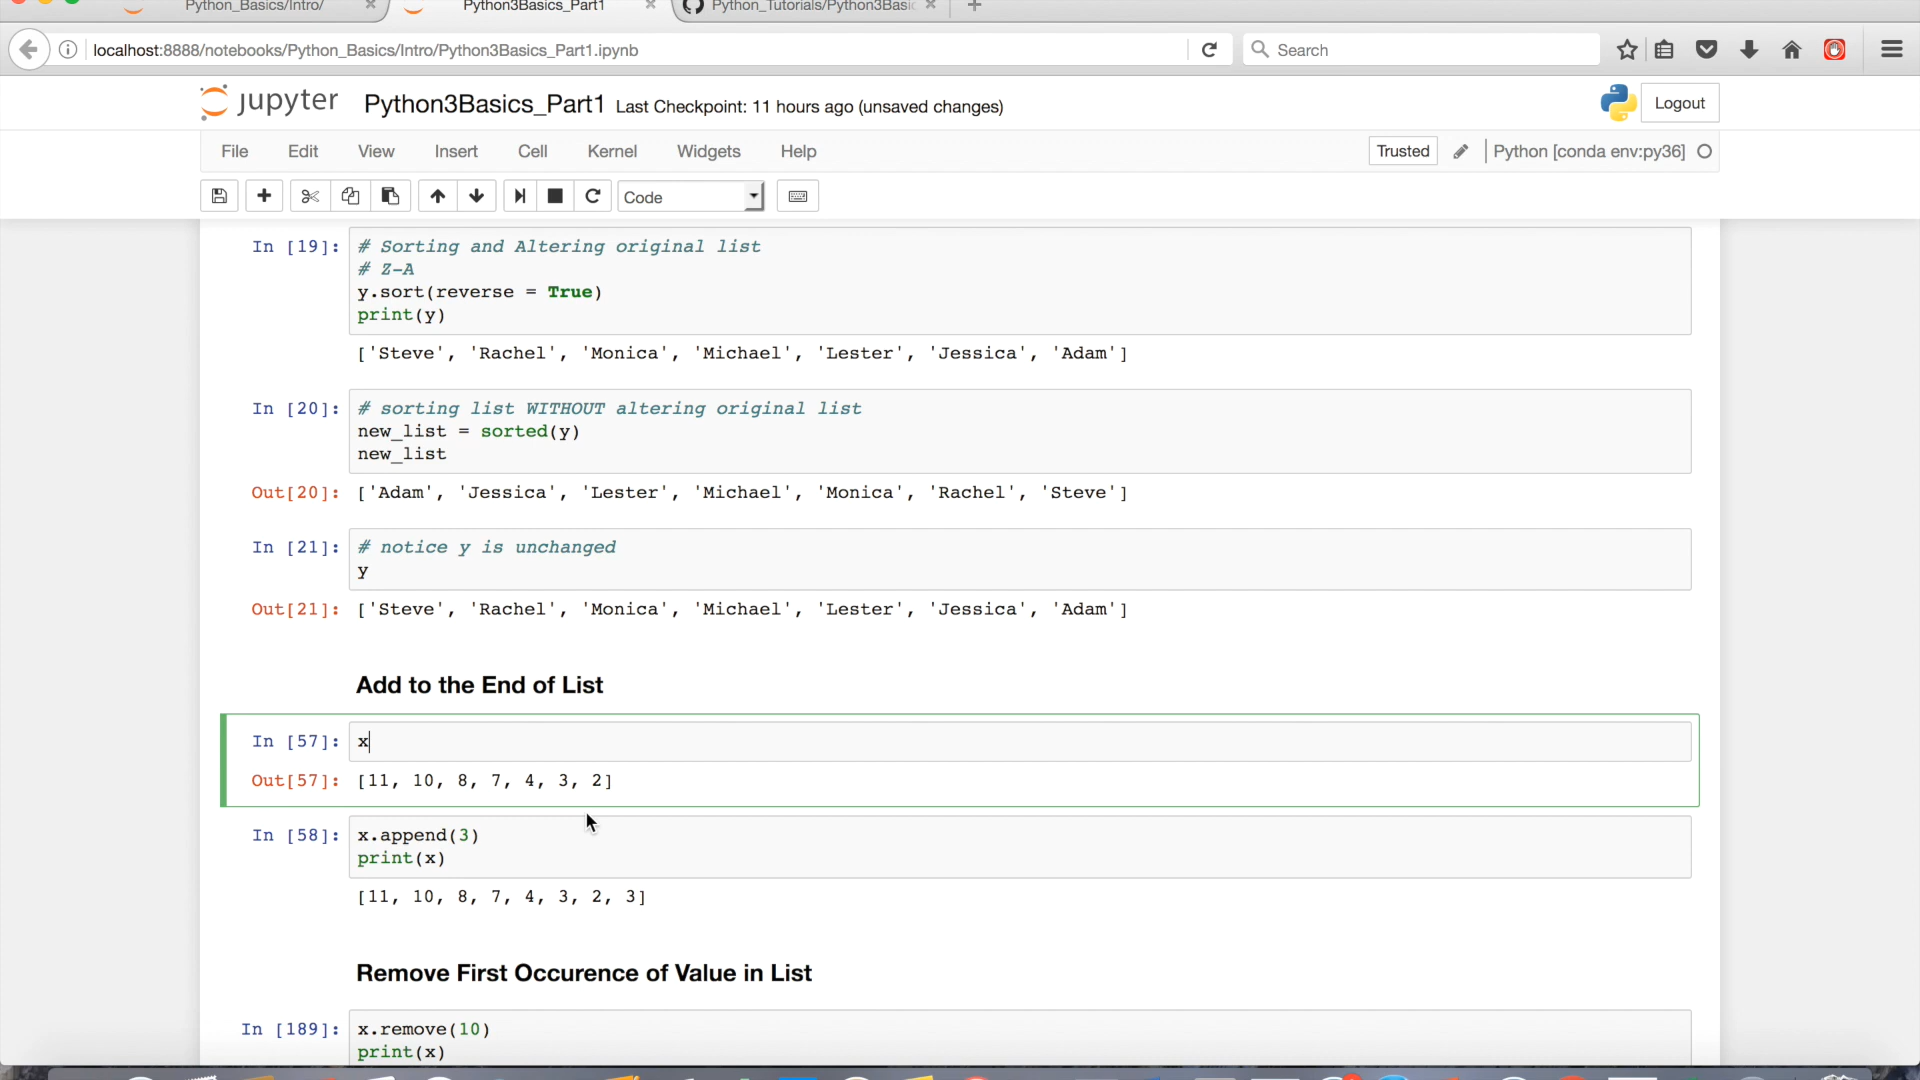 Python_Basics/Intro/
Python3Basics_Part1
Python_Tutorials/Python3Basic
localhost:8888/notebooks/Python_Basics/Intro/Python3Basics_Part1.ipynb
Search
jupyter Python3Basics_Part1 Last Checkpoint: 11 hours ago (unsaved changes)
Logout
File Edit View Insert Cell Kernel Widgets Help
Trusted Python [conda env:py36]
Code
In [19]: # Sorting and Altering original list
# Z-A
y.sort(reverse = True)
print(y)
['Steve', 'Rachel', 'Monica', 'Michael', 'Lester', 'Jessica', 'Adam']
In [20]: # sorting list WITHOUT altering original list
new_list = sorted(y)
new_list
Out[20]: ['Adam', 'Jessica', 'Lester', 'Michael', 'Monica', 'Rachel', 'Steve']
In [21]: # notice y is unchanged
y
Out[21]: ['Steve', 'Rachel', 'Monica', 'Michael', 'Lester', 'Jessica', 'Adam']
Add to the End of List
In [57]: x
Out[57]: [11, 10, 8, 7, 4, 3, 2]
In [58]: x.append(3)
print(x)
[11, 10, 8, 7, 4, 3, 2, 3]
Remove First Occurence of Value in List
In [189]: x.remove(10)
print(x)